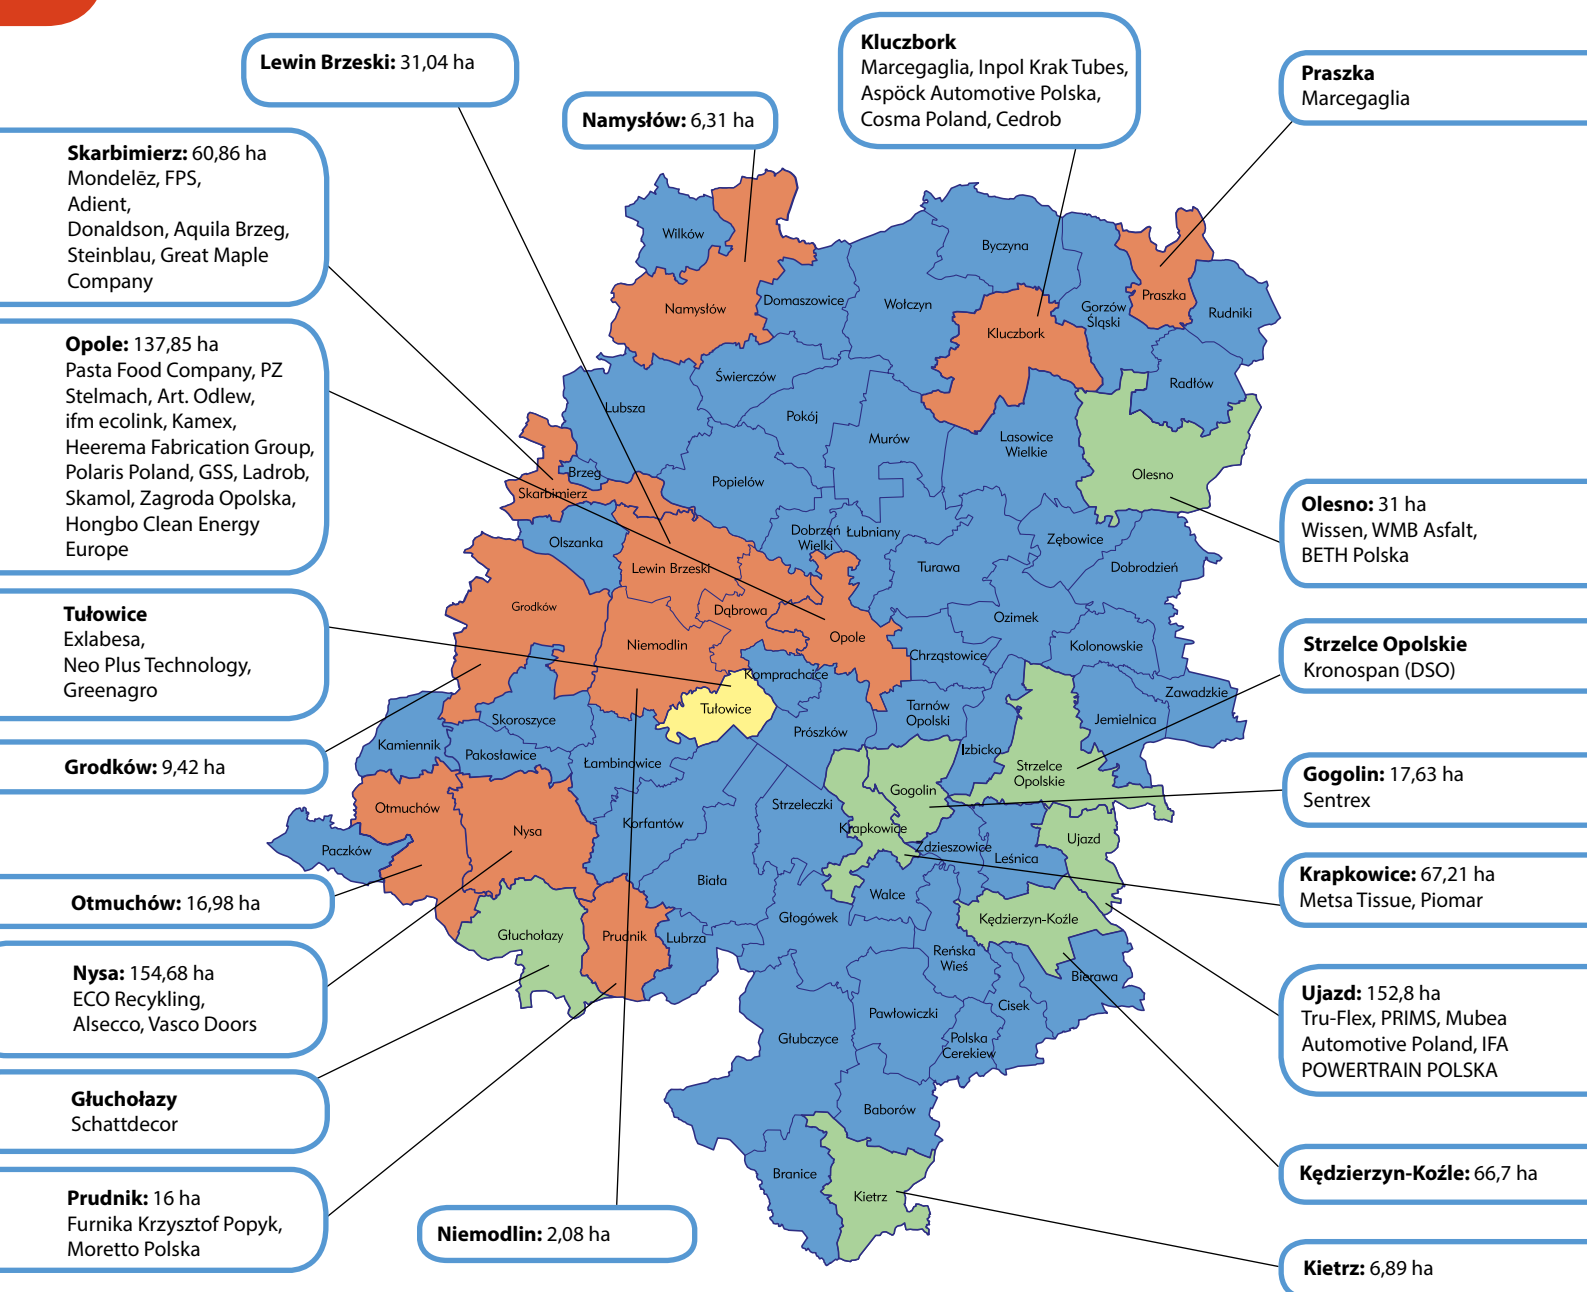 Lewin Brzeski: 31,04 ha
Namysłów: 6,31 ha
Kluczbork
Marcegaglia, Inpol Krak Tubes,
Aspöck Automotive Polska,
Cosma Poland, Cedrob
Praszka
Marcegaglia
Skarbimierz: 60,86 ha
Mondelēz, FPS,
Adient,
Donaldson, Aquila Brzeg,
Steinblau, Great Maple
Company
Opole: 137,85 ha
Pasta Food Company, PZ
Stelmach, Art. Odlew,
ifm ecolink, Kamex,
Heerema Fabrication Group,
Polaris Poland, GSS, Ladrob,
Skamol, Zagroda Opolska,
Hongbo Clean Energy
Europe
Tułowice
Exlabesa,
Neo Plus Technology,
Greenagro
Grodków: 9,42 ha
Otmuchów: 16,98 ha
Nysa: 154,68 ha
ECO Recykling,
Alsecco, Vasco Doors
Głuchołazy
Schattdecor
Prudnik: 16 ha
Furnika Krzysztof Popyk,
Moretto Polska
Niemodlin: 2,08 ha
Olesno: 31 ha
Wissen, WMB Asfalt,
BETH Polska
Strzelce Opolskie
Kronospan (DSO)
Gogolin: 17,63 ha
Sentrex
Krapkowice: 67,21 ha
Metsa Tissue, Piomar
Ujazd: 152,8 ha
Tru-Flex, PRIMS, Mubea
Automotive Poland, IFA
POWERTRAIN POLSKA
Kędzierzyn-Koźle: 66,7 ha
Kietrz: 6,89 ha
Wilków
Byczyna
Namysłów
Domaszowice
Wołczyn
Kluczbork
Gorzów
Śląski
Praszka
Rudniki
Świerczów
Radłów
Lubsza
Pokój
Murów
Lasowice
Wielkie
Olesno
Brzeg
Skarbimierz
Popielów
Olszanka
Dobrzeń
Wielki
Łubniany
Zębowice
Lewin Brzeski
Turawa
Dobrodzień
Grodków
Dąbrowa
Ozimek
Niemodlin
Opole
Chrząstowice
Kolonowskie
Komprachcice
Zawadzkie
Tułowice
Skoroszyce
Tarnów
Opolski
Jemielnica
Prószków
Kamiennik
Pakosławice
Łambinowice
Izbicko
Strzelce
Opolskie
Otmuchów
Nysa
Korfantów
Strzeleczki
Gogolin
Krapkowice
Paczków
Zdzieszowice
Leśnica
Ujazd
Biała
Walce
Głogówek
Kędzierzyn-Koźle
Głuchołazy
Prudnik
Lubrza
Reńska
Wieś
Bierawa
Cisek
Pawłowiczki
Głubczyce
Polska
Cerekiew
Baborów
Branice
Kietrz